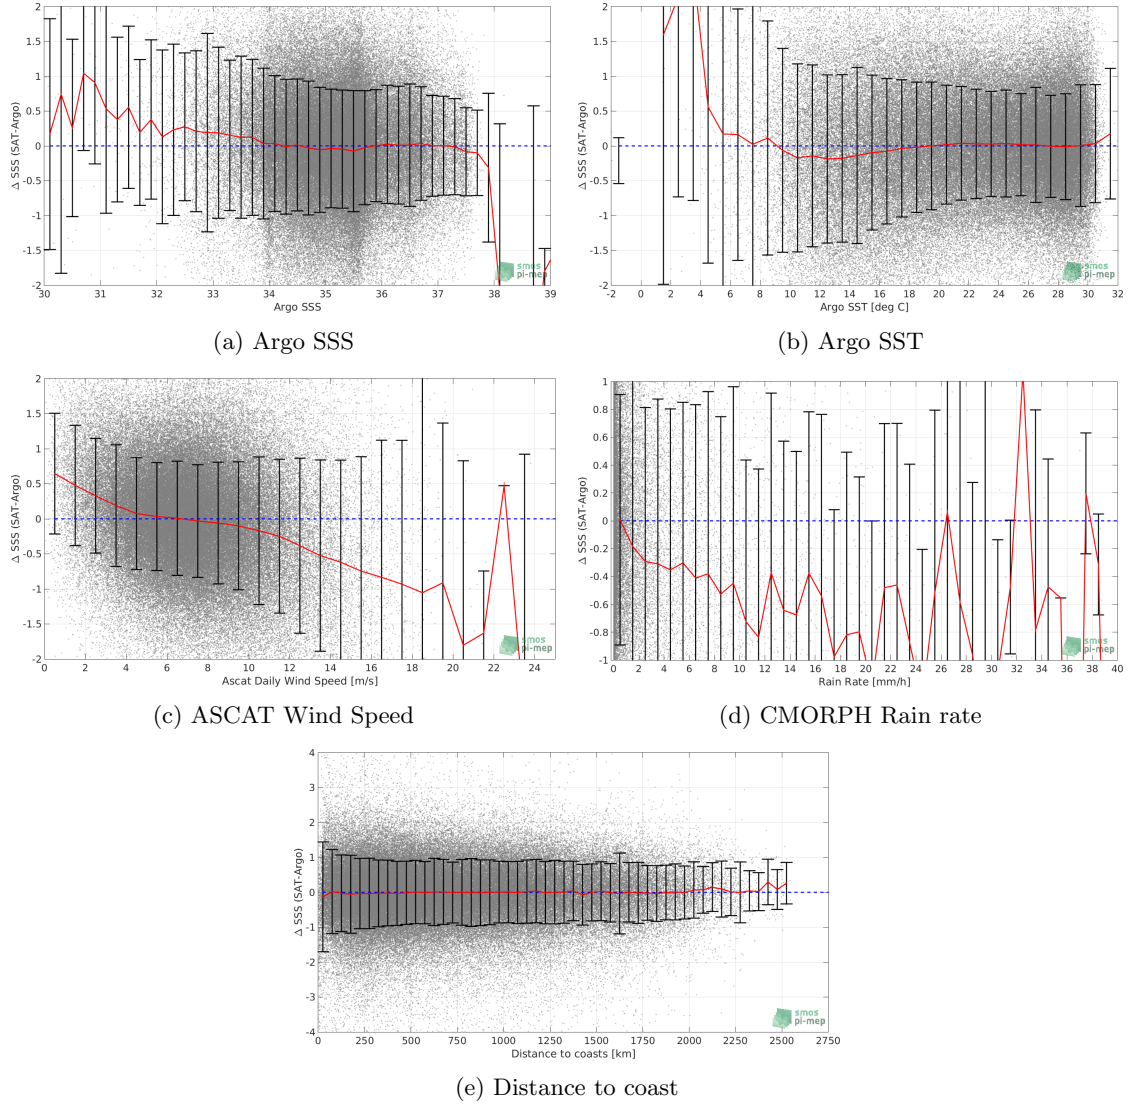 Δ SSS (SAT-Argo)
2
1.5
1
0.5
0
-0.5
-1
-1.5
-2
30 31 32 33 34 35 36 37 38 39
Argo SSS
smos
pi-mep
(a) Argo SSS
Δ SSS (SAT-Argo)
2
1.5
1
0.5
0
-0.5
-1
-1.5
-2
-2 0 2 4 6 8 10 12 14 16 18 20 22 24 26 28 30 32
Argo SST [deg C]
smos
pi-mep
(b) Argo SST
Δ SSS (SAT-Argo)
2
1.5
1
0.5
0
-0.5
-1
-1.5
-2
0 2 4 6 8 10 12 14 16 18 20 22 24
Ascat Daily Wind Speed [m/s]
smos
pi-mep
(c) ASCAT Wind Speed
Δ SSS (SAT-Argo)
1
0.8
0.6
0.4
0.2
0
-0.2
-0.4
-0.6
-0.8
-1
0 2 4 6 8 10 12 14 16 18 20 22 24 26 28 30 32 34 36 38 40
Rain Rate [mm/h]
smos
pi-mep
(d) CMORPH Rain rate
Δ SSS (SAT-Argo)
4
3
2
1
0
-1
-2
-3
-4
0 250 500 750 1000 1250 1500 1750 2000 2250 2500 2750
Distance to coasts [km]
smos
pi-mep
(e) Distance to coast